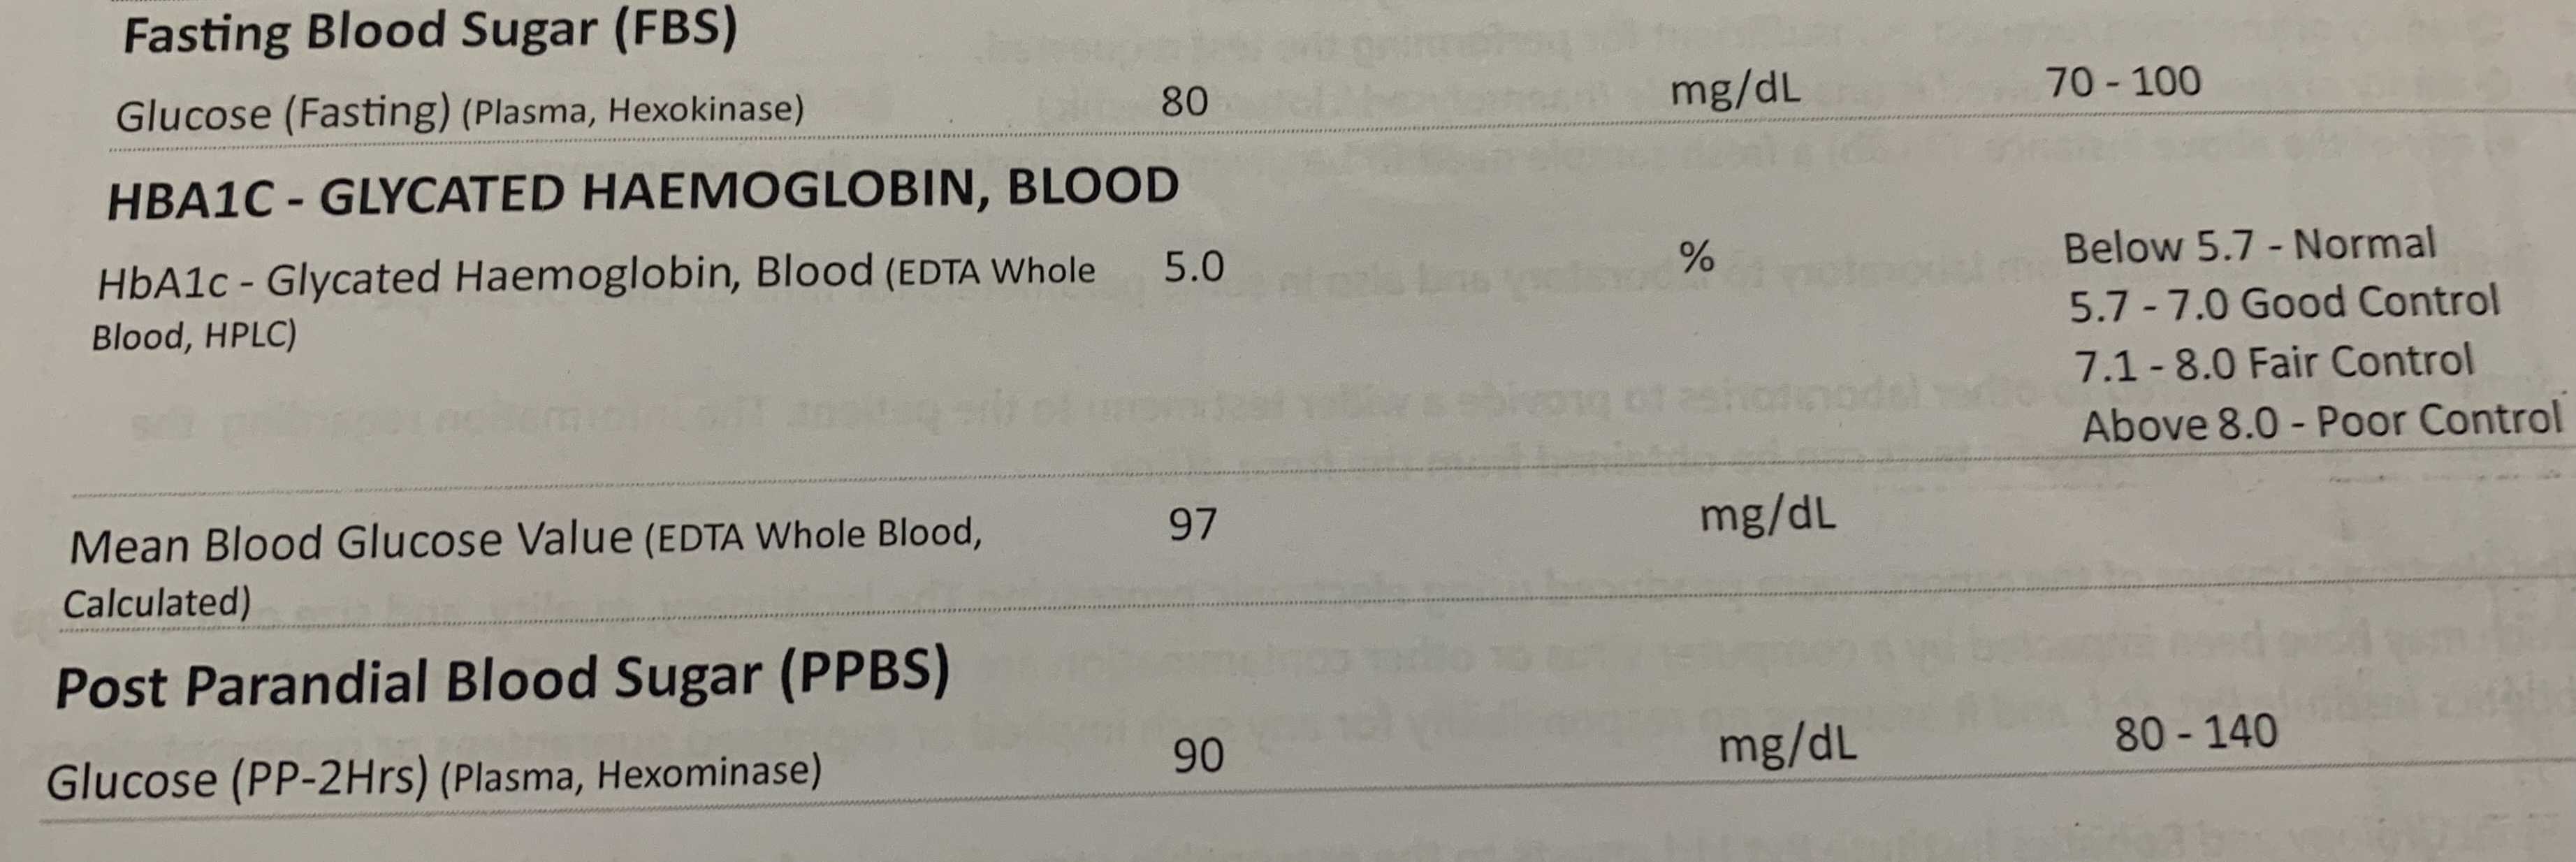 Fasting Blood Sugar (FBS)
Glucose (Fasting) (Plasma, Hexokinase) 80 mg/dL 70 - 100
HBA1C - GLYCATED HAEMOGLOBIN, BLOOD
HbA1c - Glycated Haemoglobin, Blood (EDTA Whole Blood, HPLC) 5.0 % Below 5.7 - Normal
5.7 - 7.0 Good Control
7.1 - 8.0 Fair Control
Above 8.0 - Poor Control
Mean Blood Glucose Value (EDTA Whole Blood, 97 mg/dL
Calculated)
Post Parandial Blood Sugar (PPBS)
Glucose (PP-2Hrs) (Plasma, Hexominase) 90 mg/dL 80 - 140